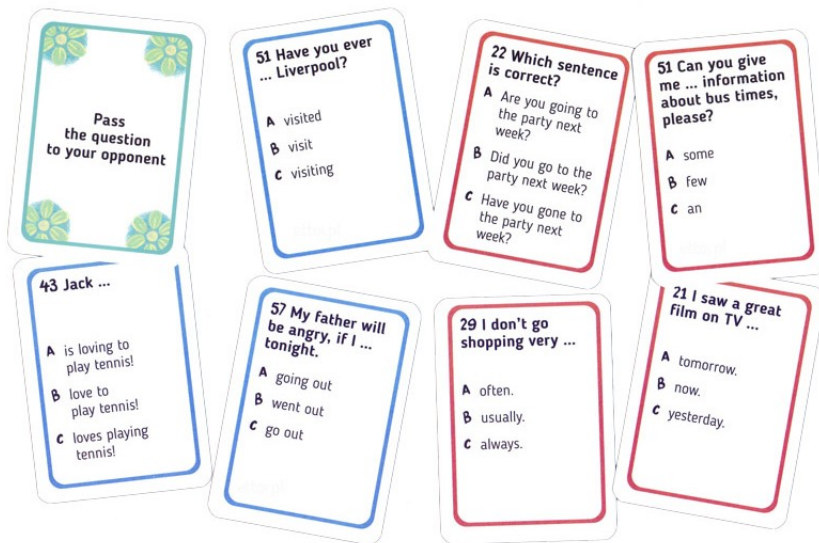 Pass
the question
to your opponent
51 Have you ever
... Liverpool?
A visited
B visit
C visiting
22 Which sentence
is correct?
A Are you going to
the party next
week?
B Did you go to the
party next week?
C Have you gone to
the party next
week?
51 Can you give
me ... information
about bus times,
please?
A some
B few
C an
43 Jack ...
A is loving to
play tennis!
B love to
play tennis!
C loves playing
tennis!
57 My father will
be angry, if I ...
tonight.
A going out
B went out
C go out
29 I don't go
shopping very ...
A often.
B usually.
C always.
21 I saw a great
film on TV ...
A tomorrow.
B now.
C yesterday.